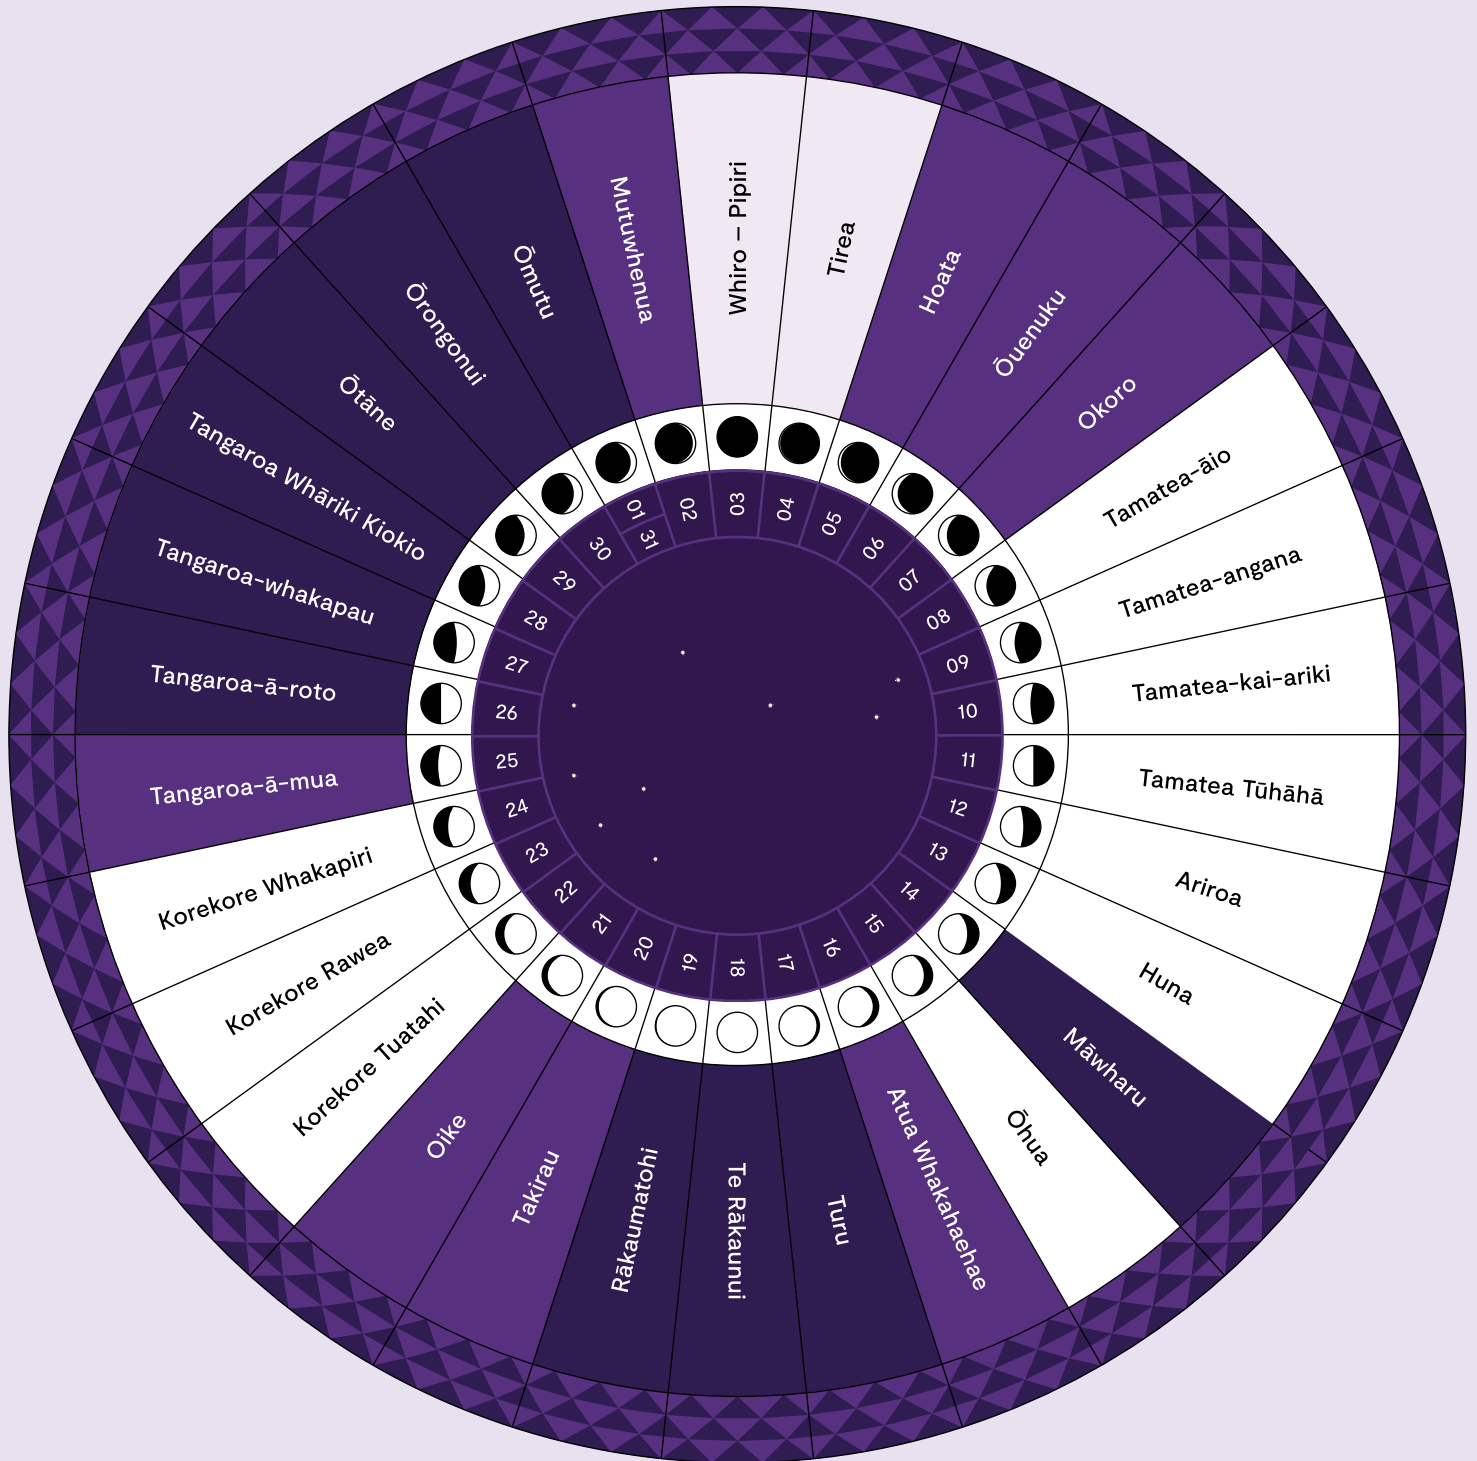 Whiro – Pipiri
Tirea
Hoata
Ōuenuku
Okoro
Tamatea-āio
Tamatea-angana
Tamatea-kai-ariki
Tamatea Tūhāhā
Ariroa
Huna
Māwharu
Ōhua
Atua Whakahaehae
Turu
Te Rākaunui
Rākaumatohi
Takirau
Oike
Korekore Tuatahi
Korekore Rawea
Korekore Whakapiri
Tangaroa-ā-mua
Tangaroa-ā-roto
Tangaroa-whakapau
Tangaroa Whāriki Kiokio
Ōtāne
Ōrongonui
Ōmutu
Mutuwhenua
03
04
05
06
07
08
09
10
11
12
13
14
15
16
17
18
19
20
21
22
23
24
25
26
27
28
29
30
01
31
02